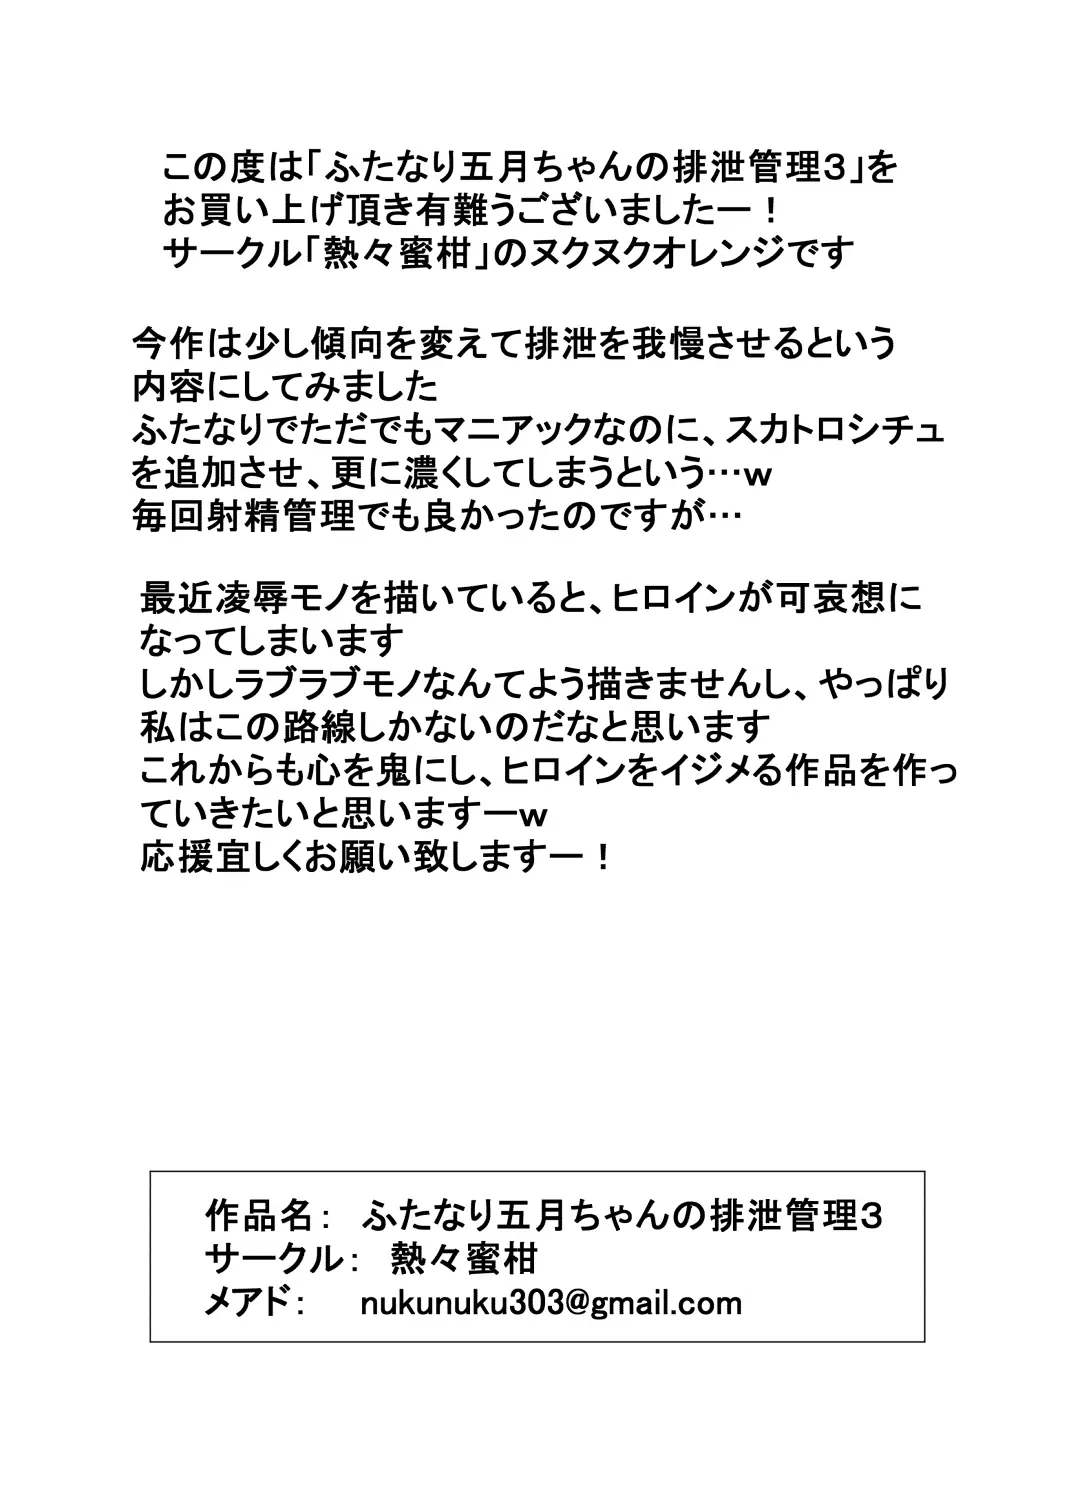 この度は「ふたなり五月ちゃんの排泄管理３」を
お買い上げ頂き有難うございましたー！
サークル「熱々蜜柑」のヌクヌクオレンジです
今作は少し傾向を変えて排泄を我慢させるという
内容にしてみました
ふたなりでただでもマニアックなのに、スカトロシチュ
を追加させ、更に濃くしてしまうという…ｗ
毎回射精管理でも良かったのですが…
最近凌辱モノを描いていると、ヒロインが可哀想に
なってしまいます
しかしラブラブモノなんてよう描きませんし、やっぱり
私はこの路線しかないのだなと思います
これからも心を鬼にし、ヒロインをイジメる作品を作っ
ていきたいと思いますーｗ
応援宜しくお願い致しますー！
作品名：　ふたなり五月ちゃんの排泄管理３
サークル：　熱々蜜柑
メアド：　nukunuku303@gmail.com